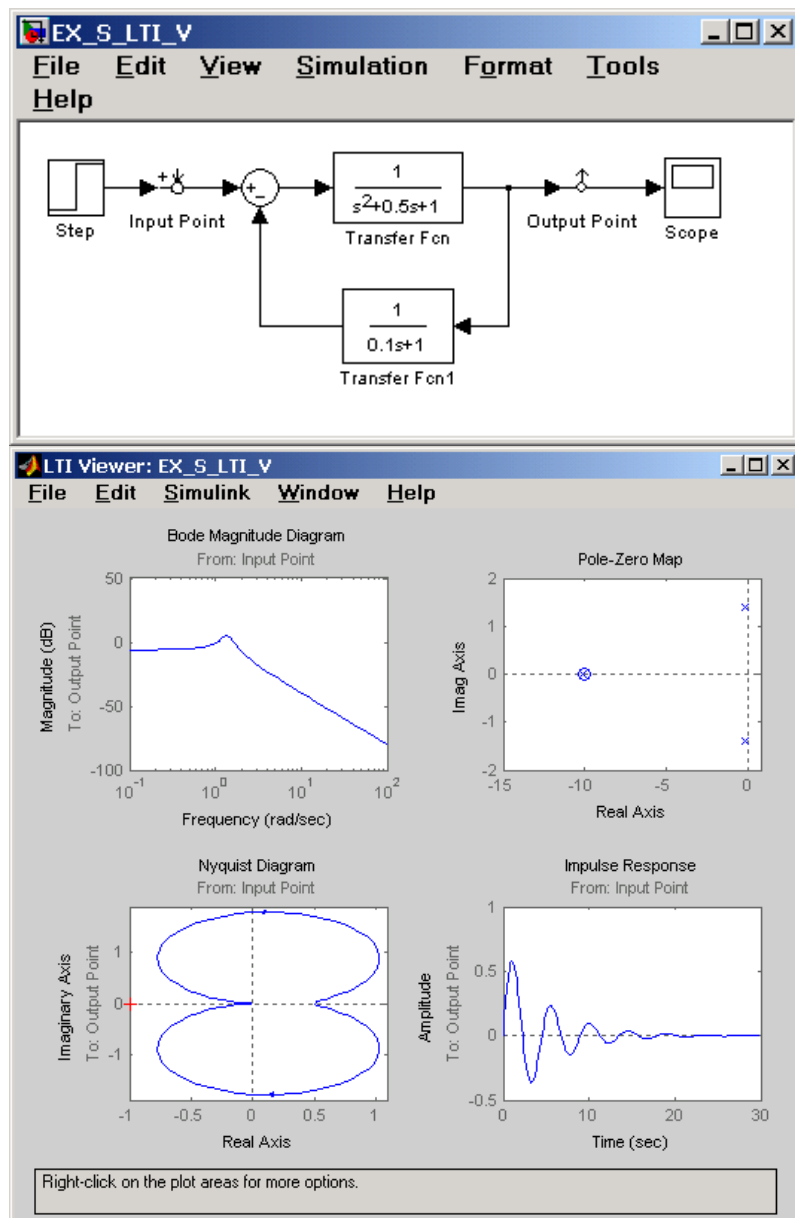 EX_S_LTI_V
File Edit View Simulation Format Tools
Help
+
1
s2+0.5s+1
+
-
Step
Input Point
Transfer Fcn
Output Point
Scope
1
0.1s+1
Transfer Fcn1
LTI Viewer: EX_S_LTI_V
File Edit Simulink Window Help
Bode Magnitude Diagram
From: Input Point
Magnitude (dB)
To: Output Point
50
0
-50
-100
10-1
100
101
102
Frequency (rad/sec)
Pole-Zero Map
Imag Axis
2
1
0
-1
-2
-15
-10
-5
0
Real Axis
Nyquist Diagram
From: Input Point
Imaginary Axis
To: Output Point
1
0
-1
-1
-0.5
0
0.5
1
Real Axis
Impulse Response
From: Input Point
Amplitude
To: Output Point
1
0.5
0
-0.5
0
10
20
30
Time (sec)
Right-click on the plot areas for more options.